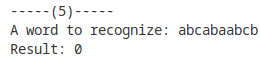 -----(5)-----
A word to recognize: abcabaabcb
Result: 0